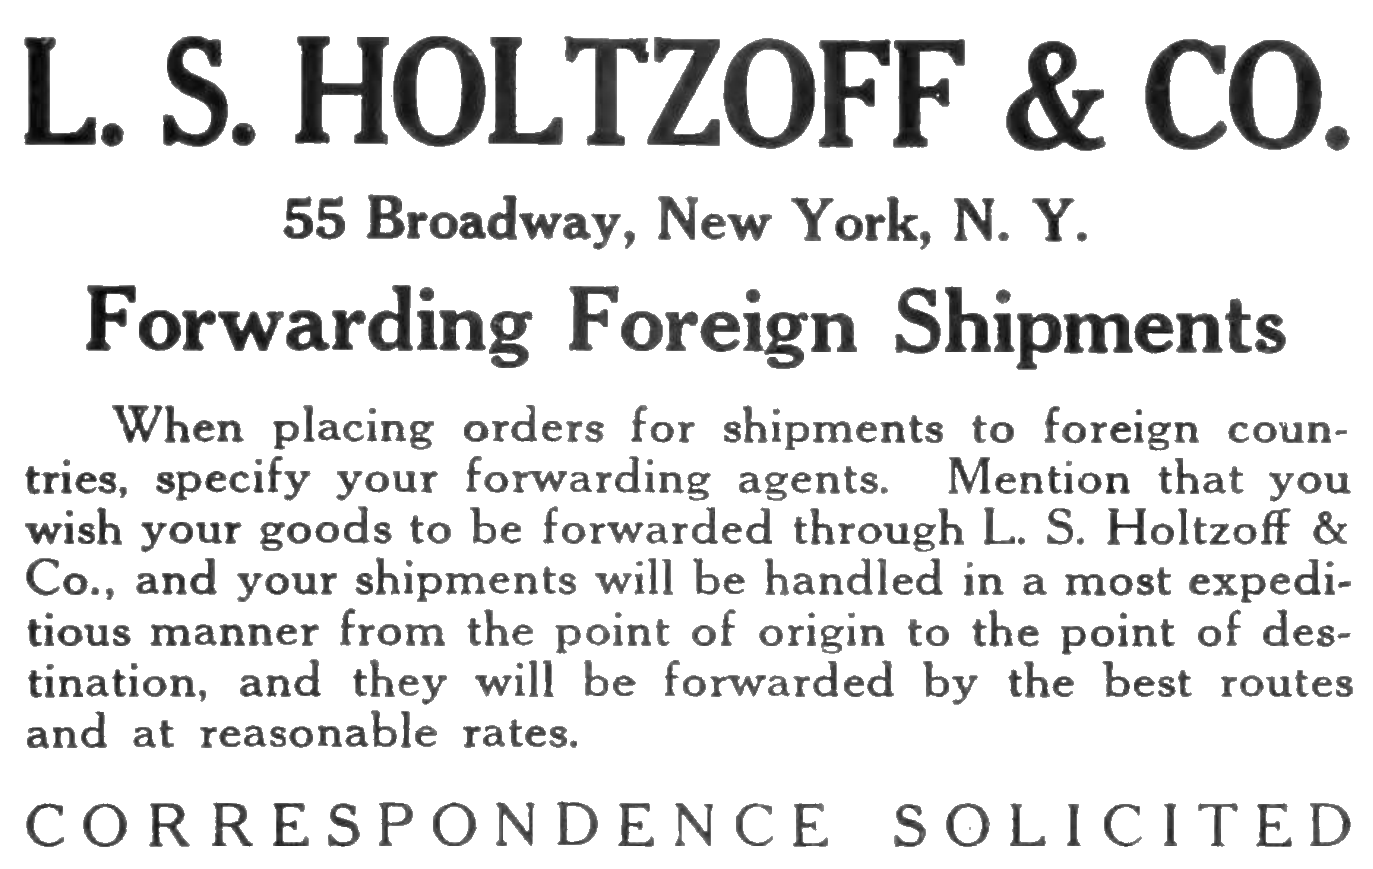 L. S. HOLTZOFF & CO.
55 Broadway, New York, N. Y.
Forwarding Foreign Shipments
When placing orders for shipments to foreign coun-
tries, specify your forwarding agents. Mention that you
wish your goods to be forwarded through L. S. Holtzoff &
Co., and your shipments will be handled in a most expedi-
tious manner from the point of origin to the point of des-
tination, and they will be forwarded by the best routes
and at reasonable rates.
CORRESPONDENCE SOLICITED